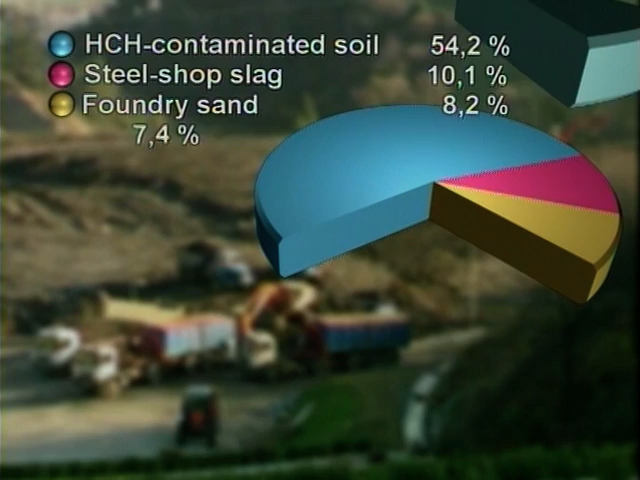 HCH-contaminated soil 54,2 %
Steel-shop slag 10,1 %
Foundry sand 8,2 %
7,4 %